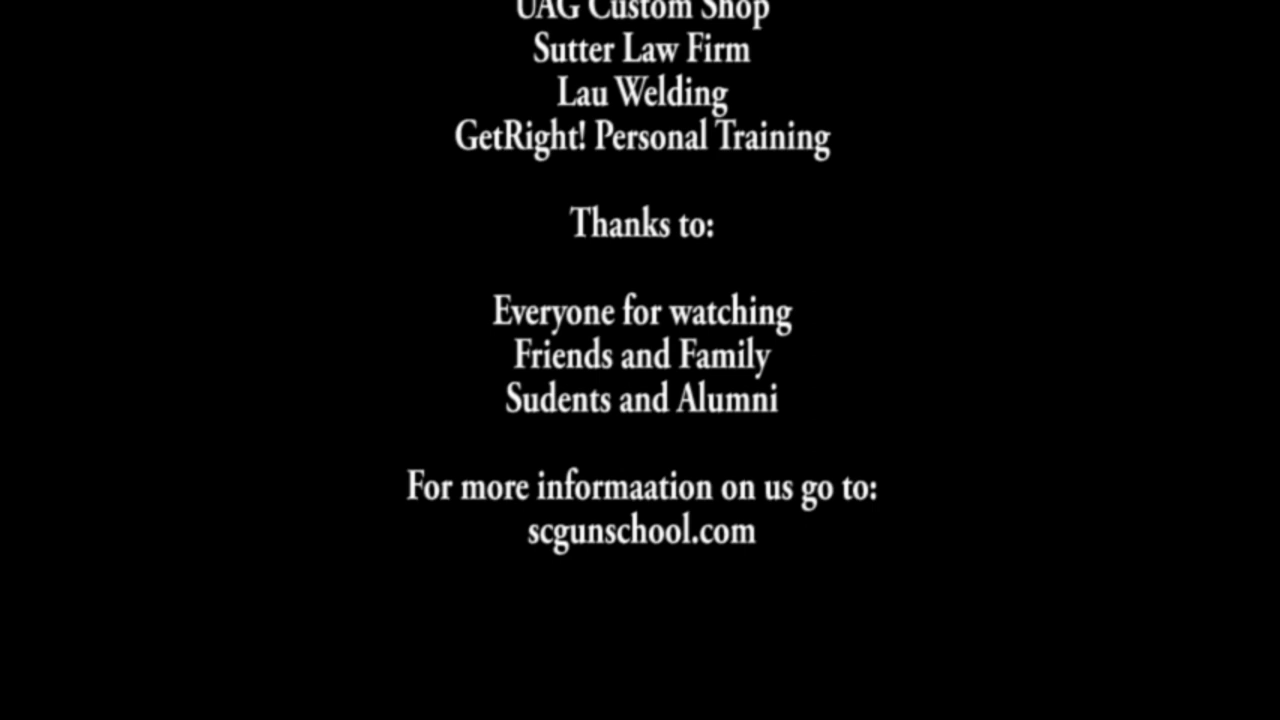 UAG Custom Shop
Sutter Law Firm
Lau Welding
GetRight! Personal Training
Thanks to:
Everyone for watching
Friends and Family
Sudents and Alumni
For more informaation on us go to:
scgunschool.com